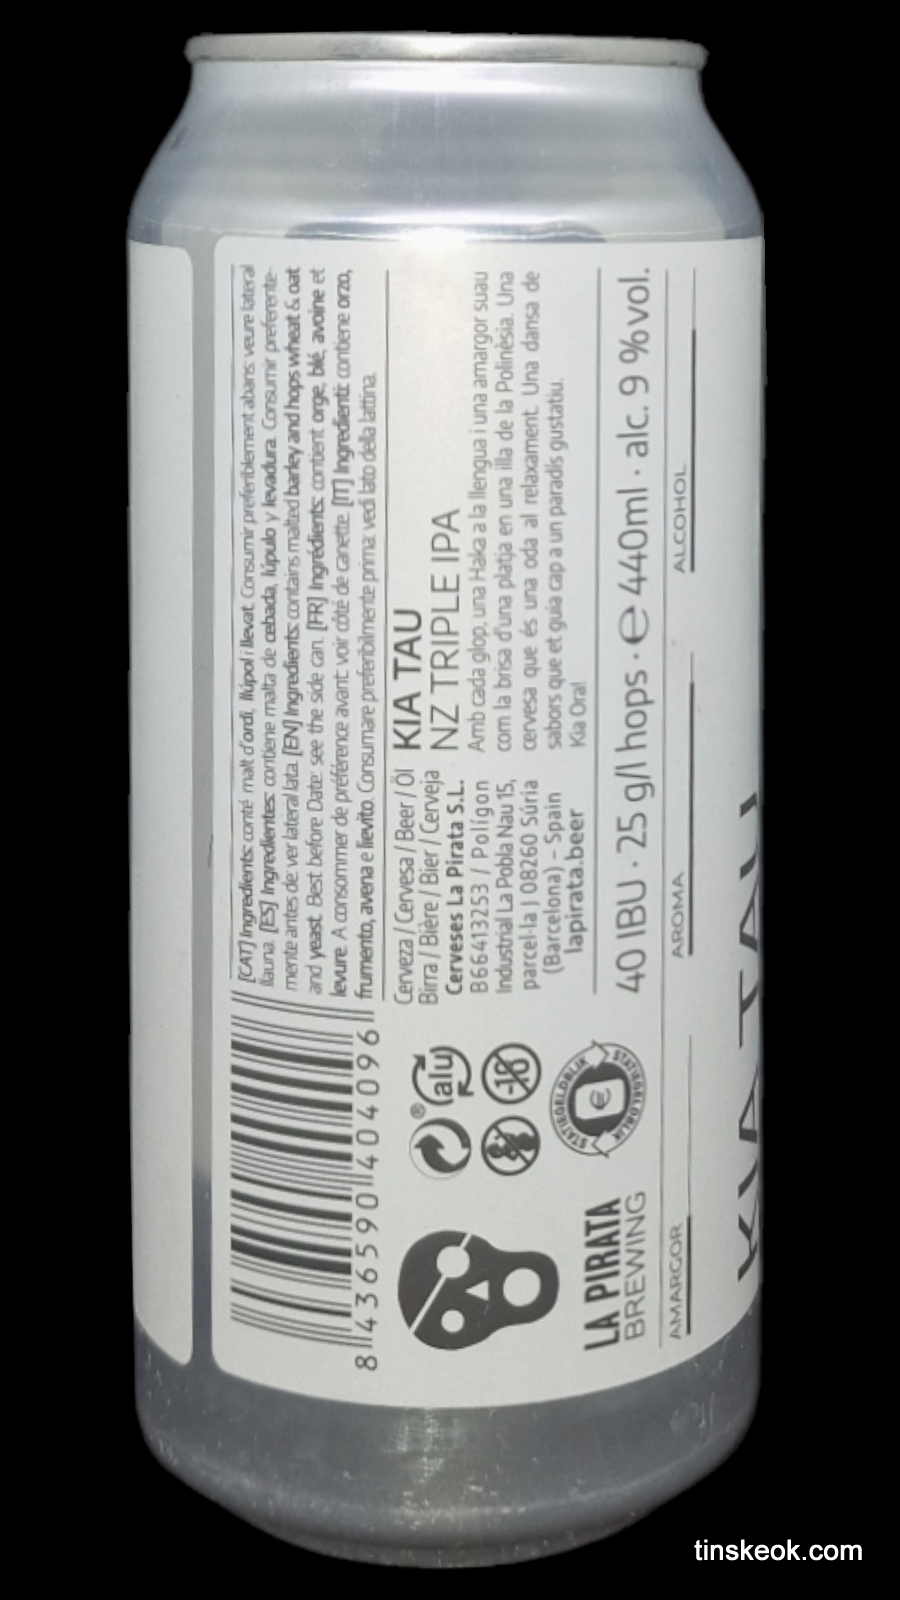 [CAT] Ingredients: conté malt d'ordi, llúpol i llevat. Consumir preferiblement abans: veure lateral
llauna. [ES] Ingredientes: contiene malta de cebada, lúpulo y levadura. Consumir preferente-
mente antes de: ver lateral lata. [EN] Ingredients: contains malted barley and hops wheat & oat
and yeast. Best before Date: see the side can. [FR] Ingrédients: contient orge, blé, avoine et
levure. A consommer de préférence avant: voir côté de canette. [IT] Ingredienti: contiene orzo,
frumento, avena e lievito. Consumare preferibilmente prima: vedi lato della lattina.
8 436590 404096
Cerveza / Cervesa / Beer / Öl
Birra / Bière / Bier / Cerveja
Cerveses La Pirata S.L.
B66413253 / Polígon
Industrial La Pobla Nau 15,
parcel·la J 08260 Súria
(Barcelona) – Spain
lapirata.beer
KIA TAU
NZ TRIPLE IPA
Amb cada glop, una Haka a la llengua i una amargor suau
com la brisa d'una platja en una illa de la Polinèsia. Una
cervesa que és una oda al relaxament. Una dansa de
sabors que et guia cap a un paradís gustatiu.
Kia Ora!
®
alu
-18
STATIEGELDBLIK
€
STATIEGELDBLIK
LA PIRATA
BREWING
40 IBU · 25 g/l hops · e 440ml · alc. 9 %vol.
AMARGOR
AROMA
ALCOHOL
KIA TAU
tinskeok.com